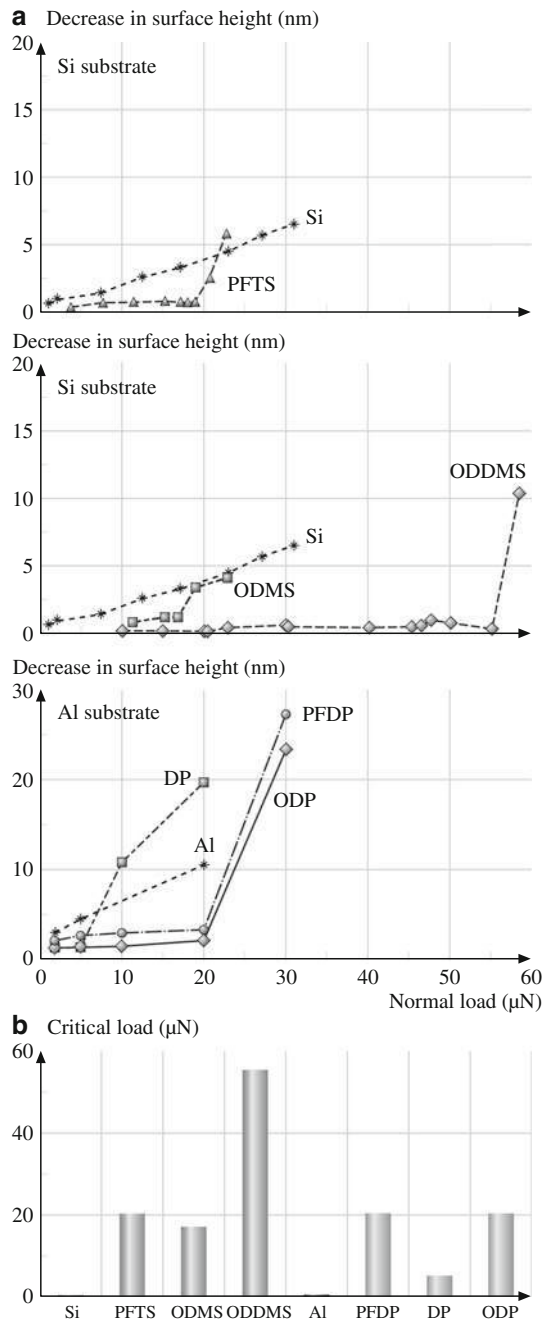 a Decrease in surface height (nm)
20
Si substrate
15
10
Si
5
PFTS
0
Decrease in surface height (nm)
20
Si substrate
15
ODDMS
10
Si
5
ODMS
0
Decrease in surface height (nm)
30
Al substrate
PFDP
DP
20
ODP
Al
10
0
0 10 20 30 40 50 60
Normal load (μN)
b Critical load (μN)
60
40
20
0
Si PFTS ODMS ODDMS Al PFDP DP ODP